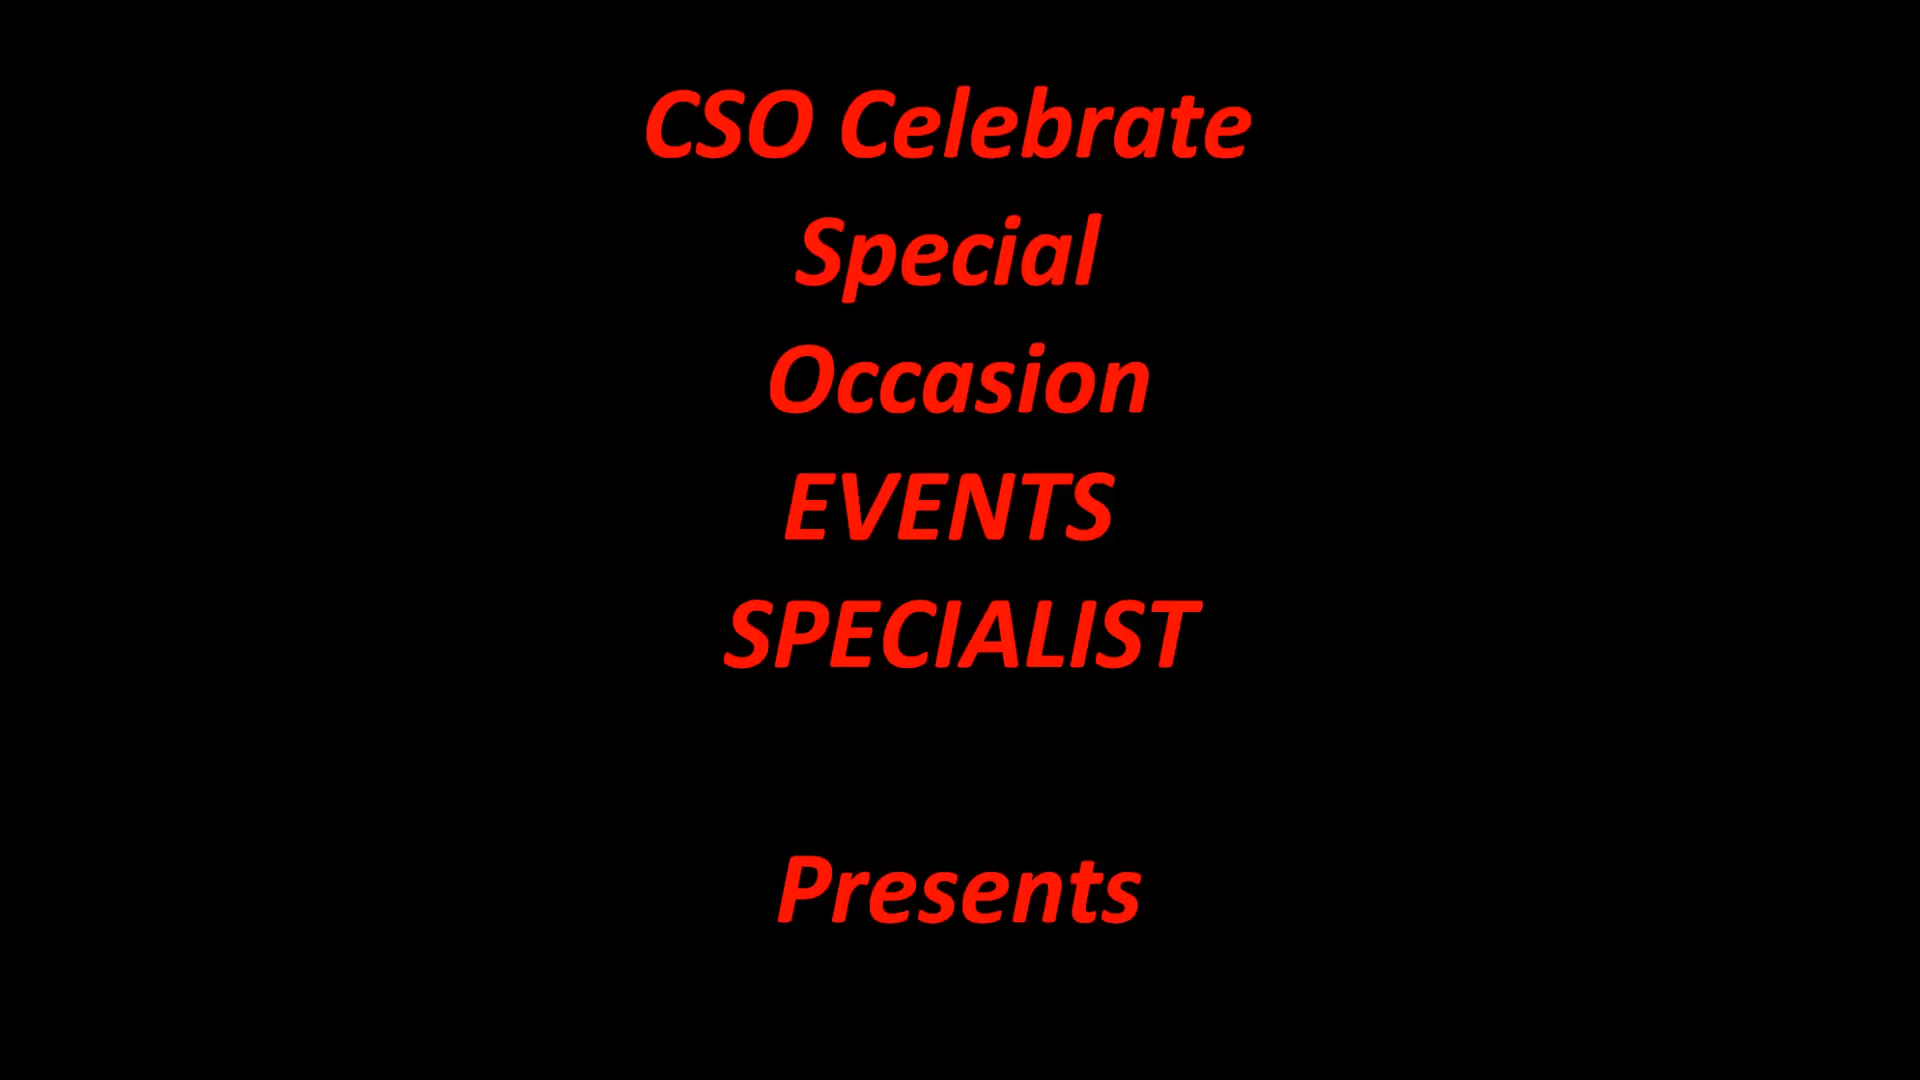 CSO Celebrate
Special
Occasion
EVENTS
SPECIALIST
Presents